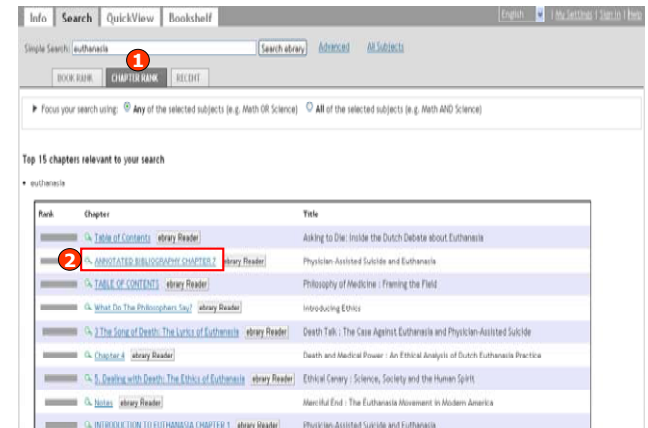 Info Search QuickView Bookshelf English | My Settings | Sign In | Help
Simple Search: euthanasia Search ebrary Advanced All Subjects
1
BOOK RANK CHAPTER RANK RECENT
Focus your search using: Any of the selected subjects (e.g. Math OR Science) All of the selected subjects (e.g. Math AND Science)
Top 15 chapters relevant to your search
euthanasia
Rank Chapter Title
Table of Contents ebrary Reader Asking to Die: Inside the Dutch Debate about Euthanasia
2 ANNOTATED BIBLIOGRAPHY CHAPTER 7 ebrary Reader Physician-Assisted Suicide and Euthanasia
TABLE OF CONTENTS ebrary Reader Philosophy of Medicine : Framing the Field
What Do The Philosophers Say? ebrary Reader Introducing Ethics
2 The Song of Death: The Lyrics of Euthanasia ebrary Reader Death Talk : The Case Against Euthanasia and Physician-Assisted Suicide
Chapter 4 ebrary Reader Death and Medical Power : An Ethical Analysis of Dutch Euthanasia Practice
5. Dealing with Death: The Ethics of Euthanasia ebrary Reader Ethical Canary : Science, Society and the Human Spirit
Notes ebrary Reader Merciful End : The Euthanasia Movement in Modern America
INTRODUCTION TO EUTHANASIA CHAPTER 1 ebrary Reader Physician-Assisted Suicide and Euthanasia